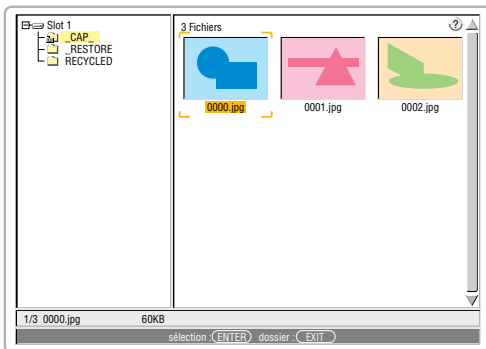 Slot 1
_CAP_
_RESTORE
RECYCLED
3 Fichiers
?
0000.jpg 0001.jpg 0002.jpg
1/3 0000.jpg 60KB
sélection :(ENTER) dossier :( EXIT )